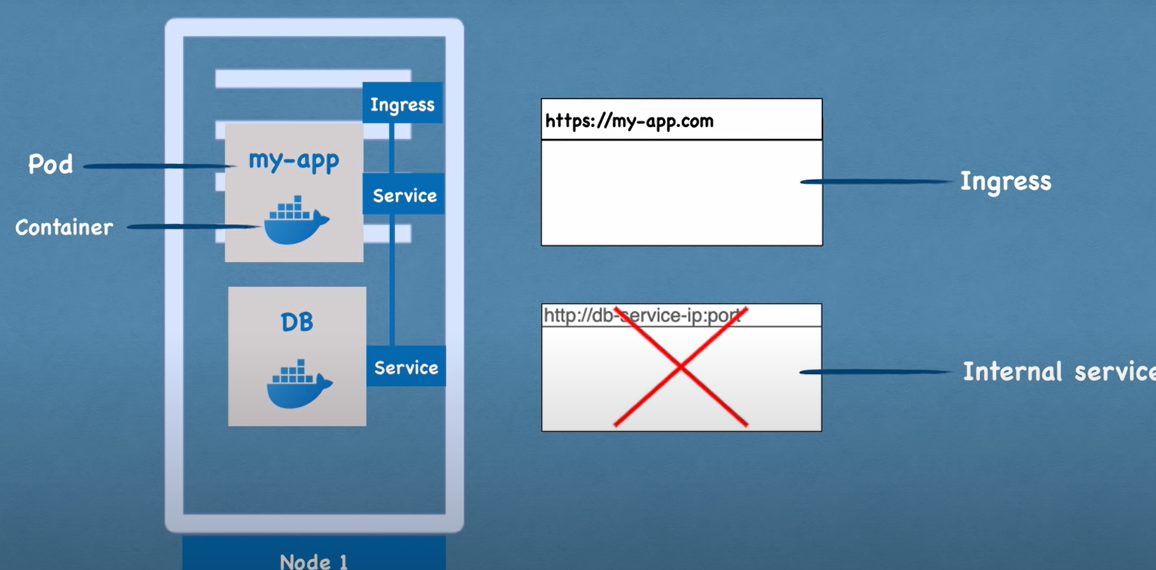 Ingress
https://my-app.com
Pod
my-app
Service
Ingress
Container
DB
http://db-service-ip:port
Service
Internal service
Node 1